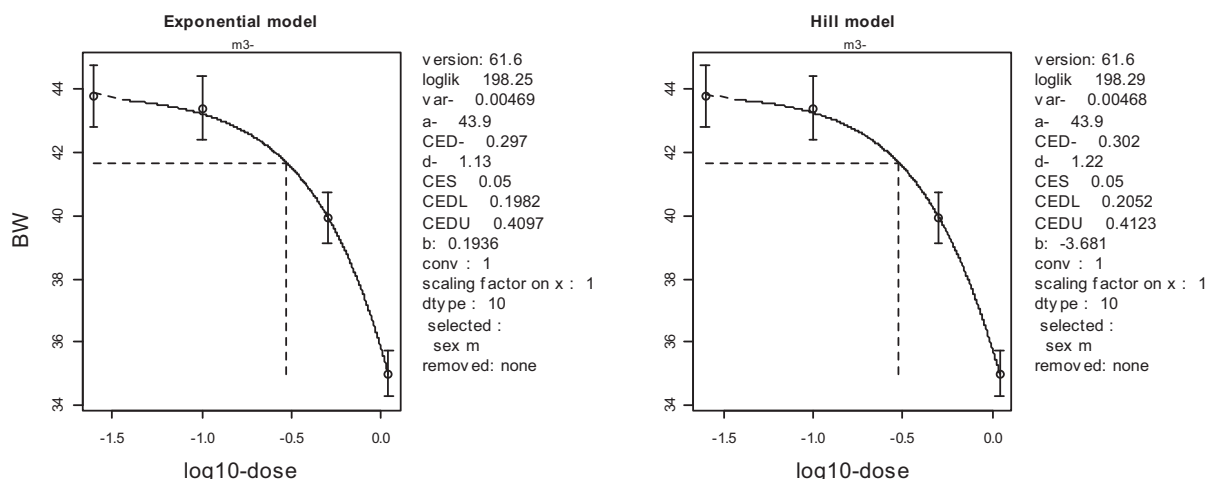 Exponential model
m3-
BW
44
42
40
38
36
34
-1.5 -1.0 -0.5 0.0
log10-dose
version: 61.6
loglik 198.25
var- 0.00469
a- 43.9
CED- 0.297
d- 1.13
CES 0.05
CEDL 0.1982
CEDU 0.4097
b: 0.1936
conv : 1
scaling factor on x : 1
dtype : 10
selected :
sex m
removed: none
Hill model
m3-
44
42
40
38
36
34
-1.5 -1.0 -0.5 0.0
log10-dose
version: 61.6
loglik 198.29
var- 0.00468
a- 43.9
CED- 0.302
d- 1.22
CES 0.05
CEDL 0.2052
CEDU 0.4123
b: -3.681
conv : 1
scaling factor on x : 1
dtype : 10
selected :
sex m
removed: none